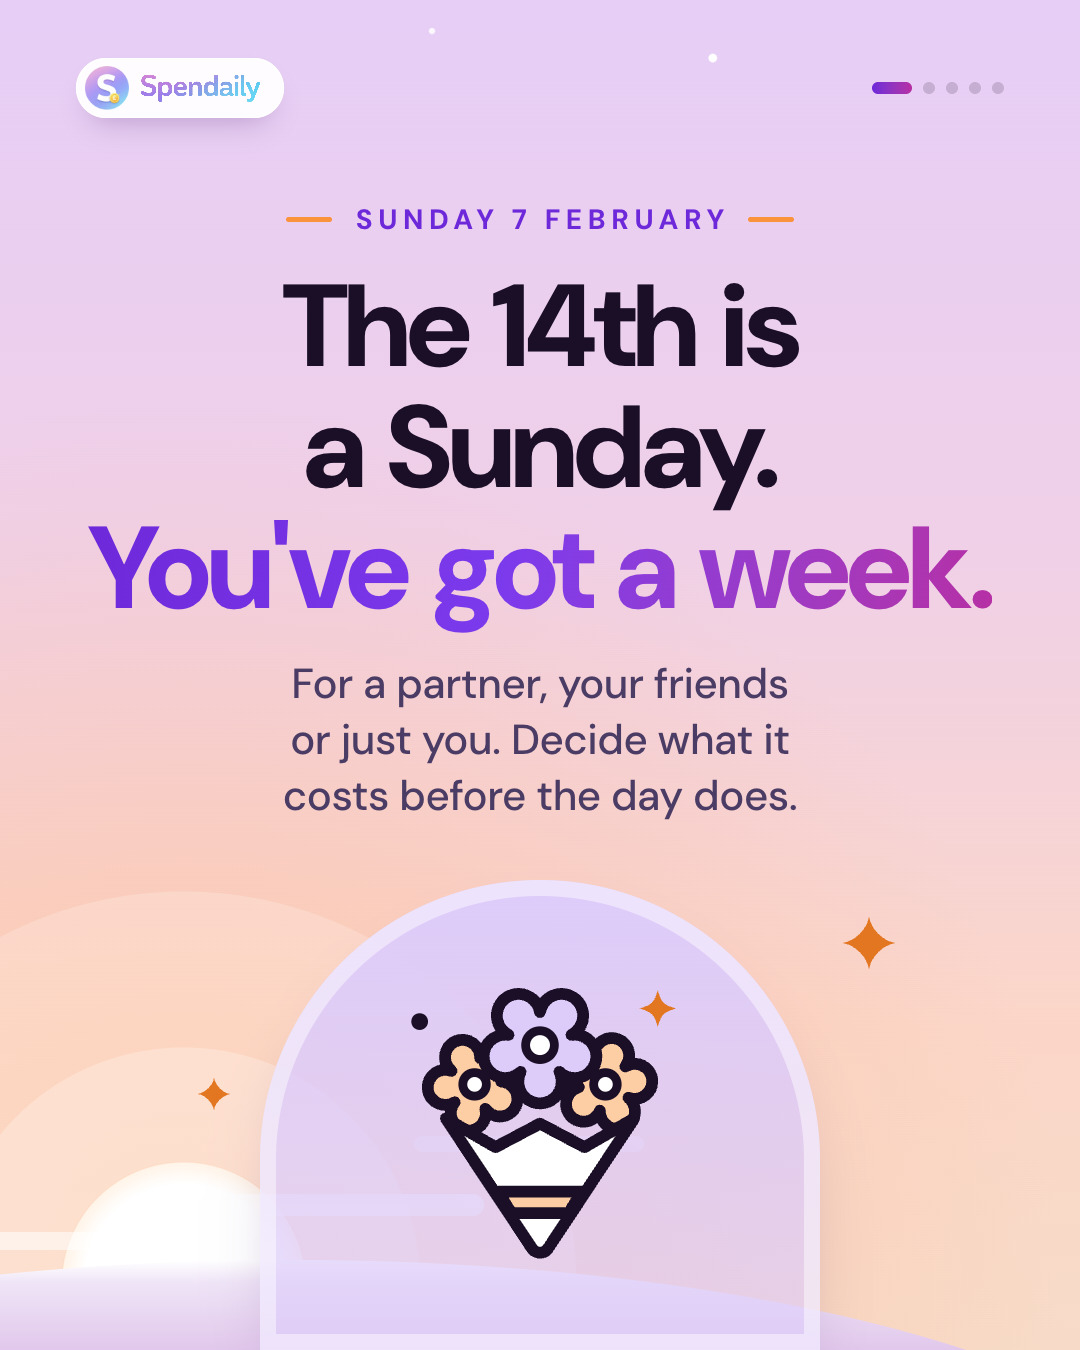 Spendaily
SUNDAY 7 FEBRUARY
The 14th is
a Sunday.
You've got a week.
For a partner, your friends
or just you. Decide what it
costs before the day does.